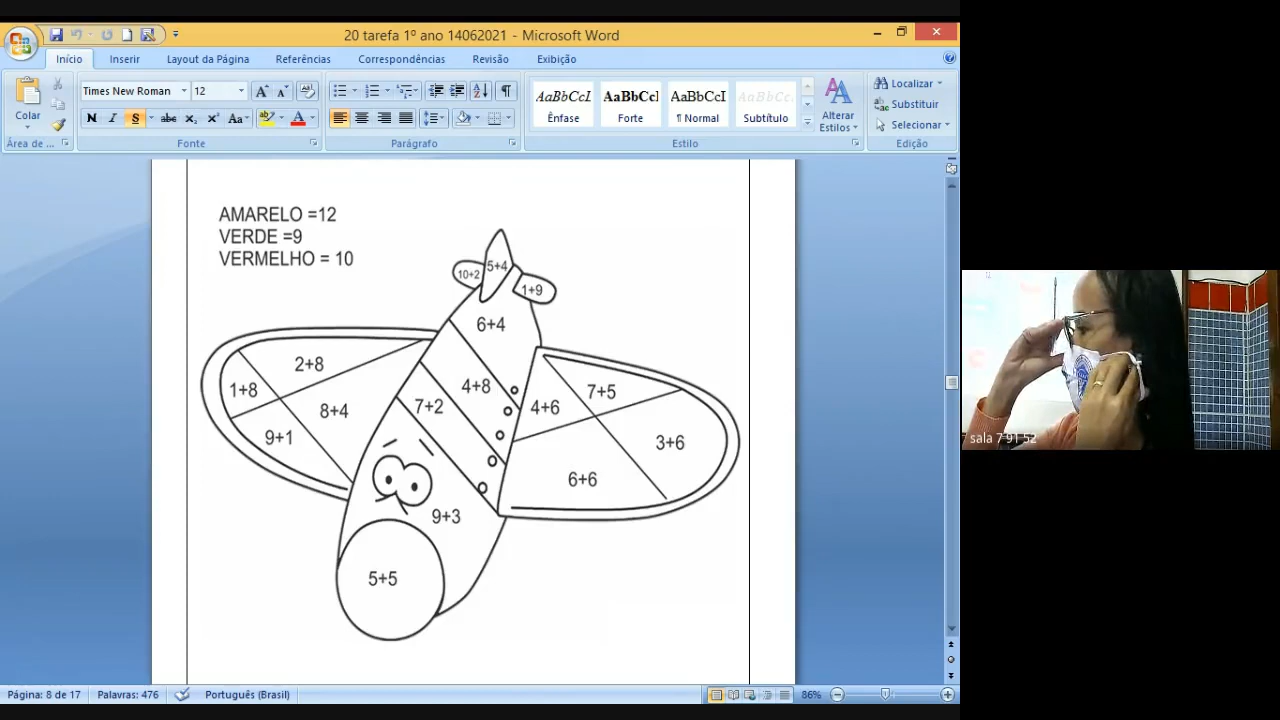 20 tarefa 1º ano 14062021 - Microsoft Word
Início Inserir Layout da Página Referências Correspondências Revisão Exibição
Colar
Área de ...
Times New Roman 12
N I S abc x₂ x² Aa A
Fonte
Parágrafo
AaBbCcI AaBbCcI AaBbCcI AaBbCc.
Ênfase Forte ¶ Normal Subtítulo
Alterar
Estilos
Estilo
Localizar
Substituir
Selecionar
Edição
AMARELO =12
VERDE =9
VERMELHO = 10
10+2 5+4 1+9
6+4
2+8
1+8
8+4
9+1
4+8
7+2
4+6
7+5
3+6
6+6
9+3
5+5
sala 7 91 52
Página: 8 de 17 Palavras: 476 Português (Brasil) 86%